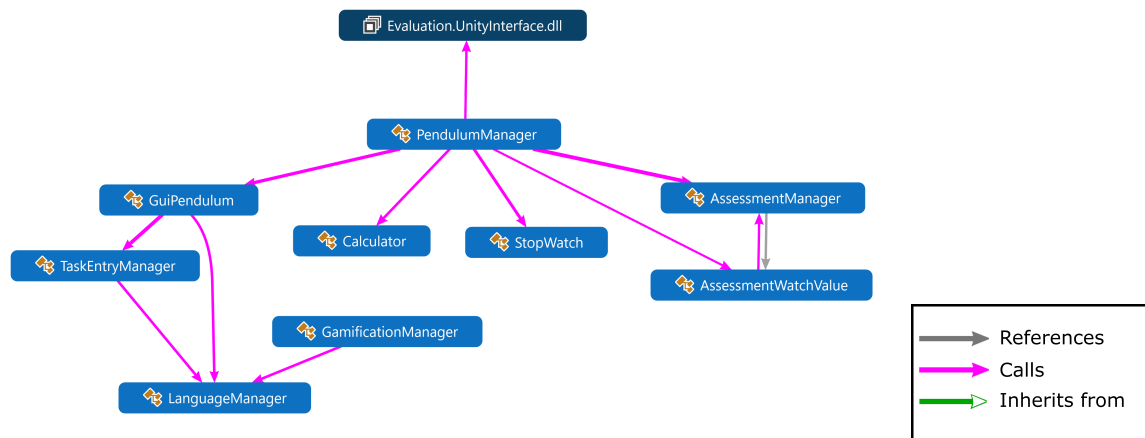 Evaluation.UnityInterface.dll
PendulumManager
GuiPendulum
AssessmentManager
Calculator
StopWatch
TaskEntryManager
AssessmentWatchValue
GamificationManager
LanguageManager
References
Calls
Inherits from